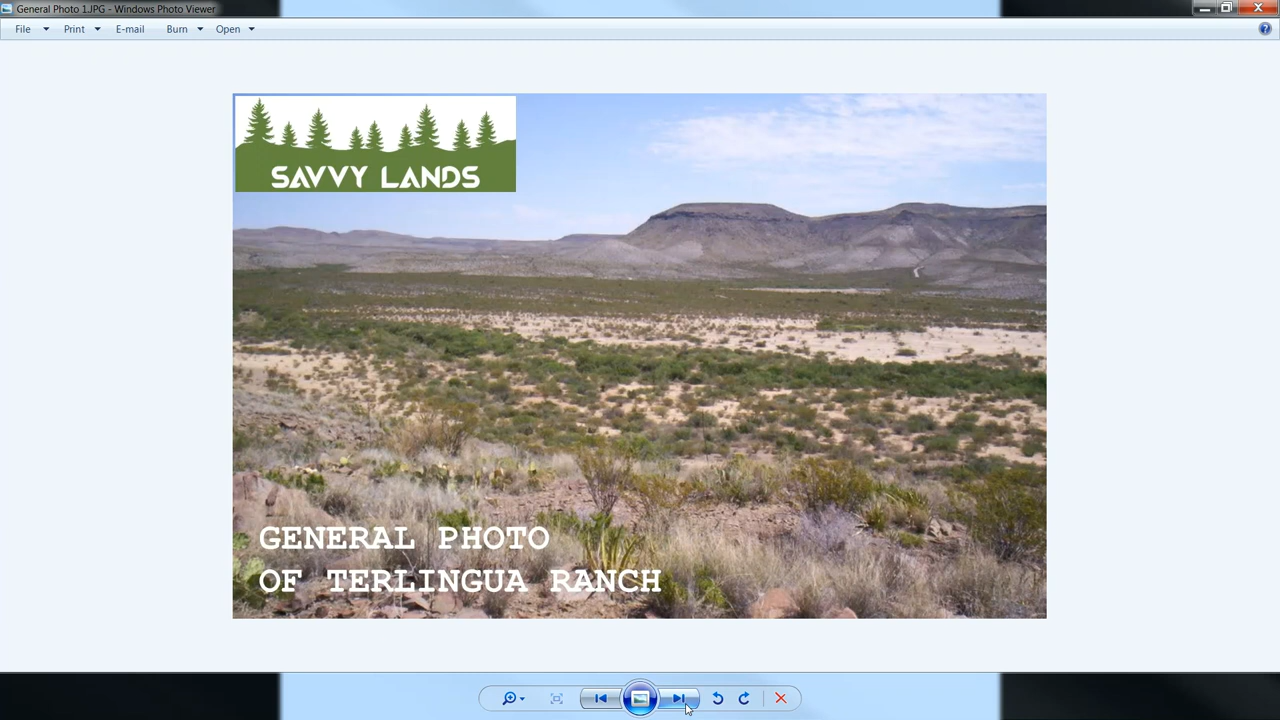 General Photo 1.JPG - Windows Photo Viewer
File Print E-mail Burn Open
SAVVY LANDS
GENERAL PHOTO
OF TERLINGUA RANCH